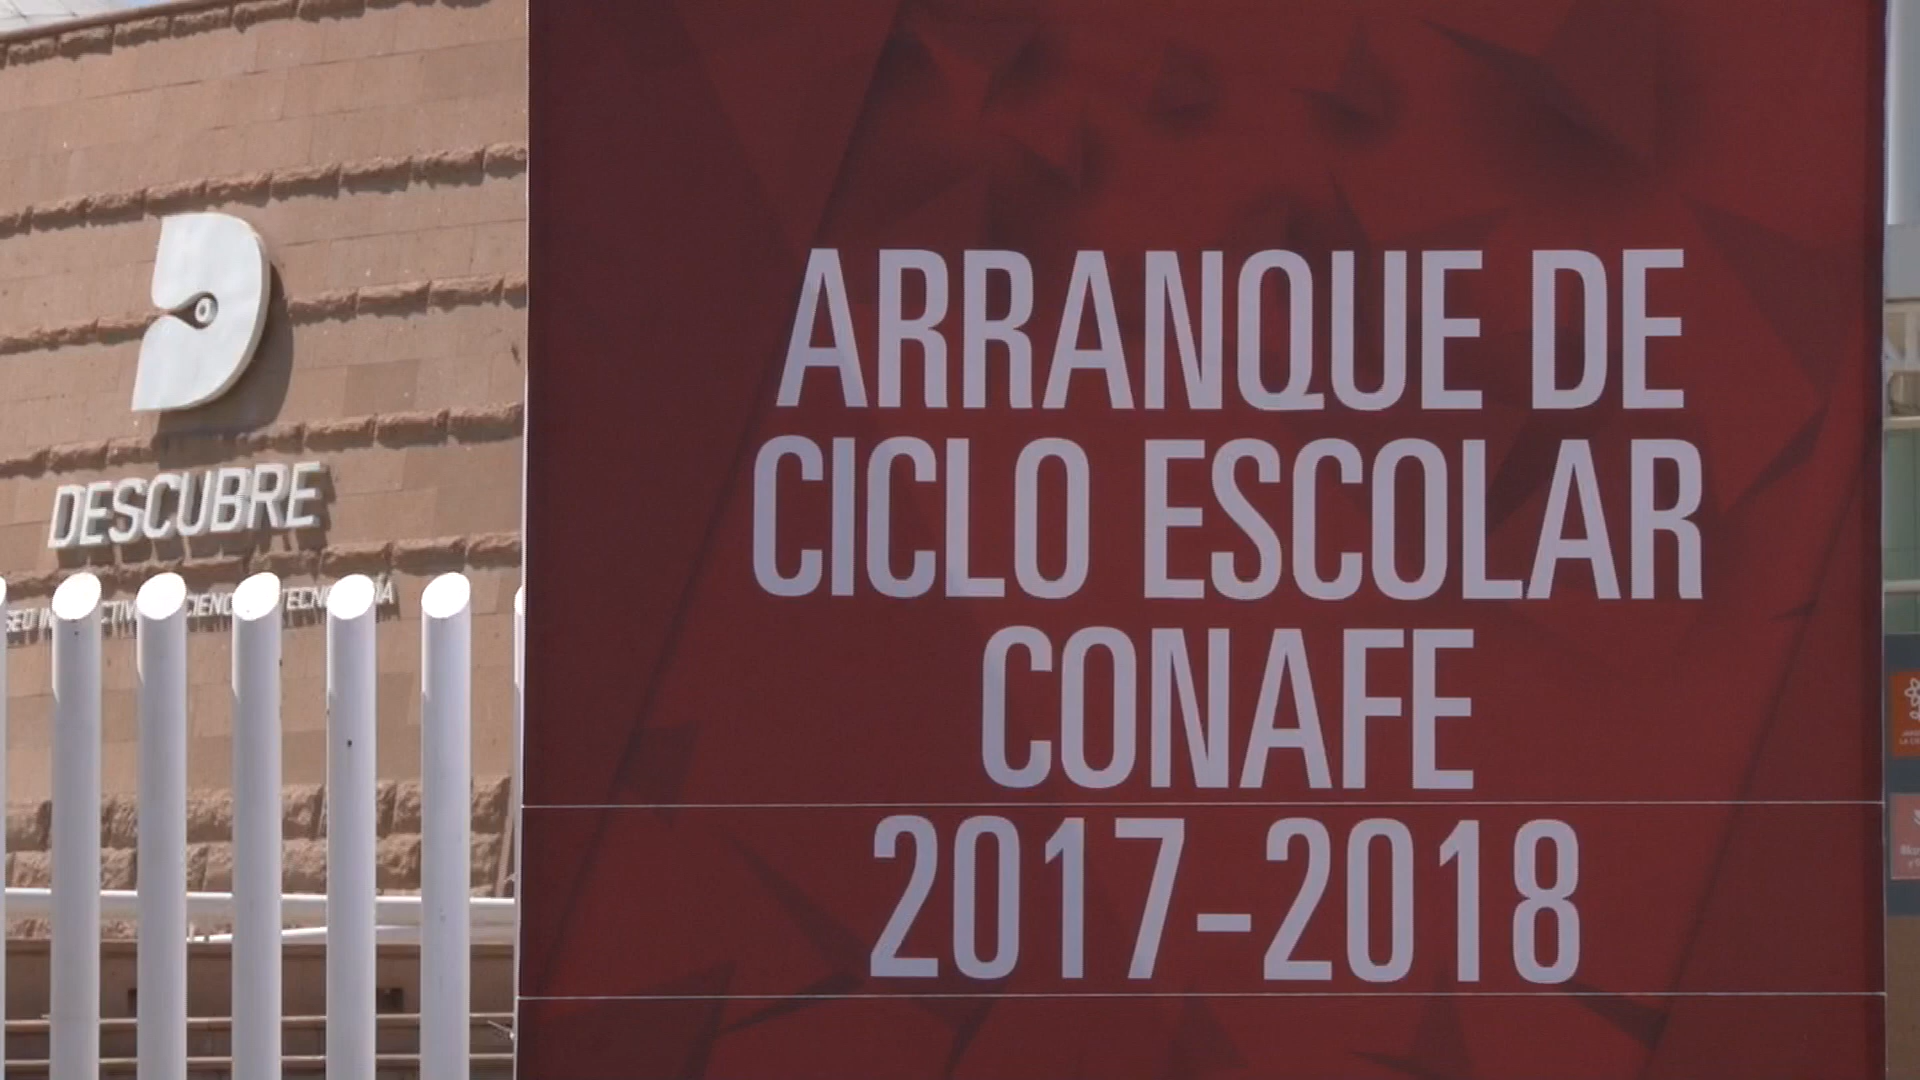 DESCUBRE
ARRANQUE DE
CICLO ESCOLAR
CONAFE
2017-2018